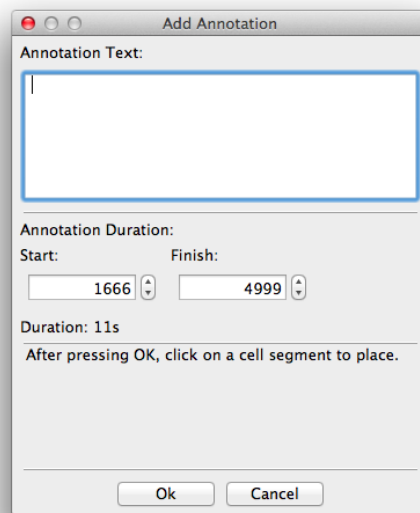 Add Annotation
Annotation Text:
Annotation Duration:
Start: Finish:
1666 4999
Duration: 11s
After pressing OK, click on a cell segment to place.
Ok Cancel